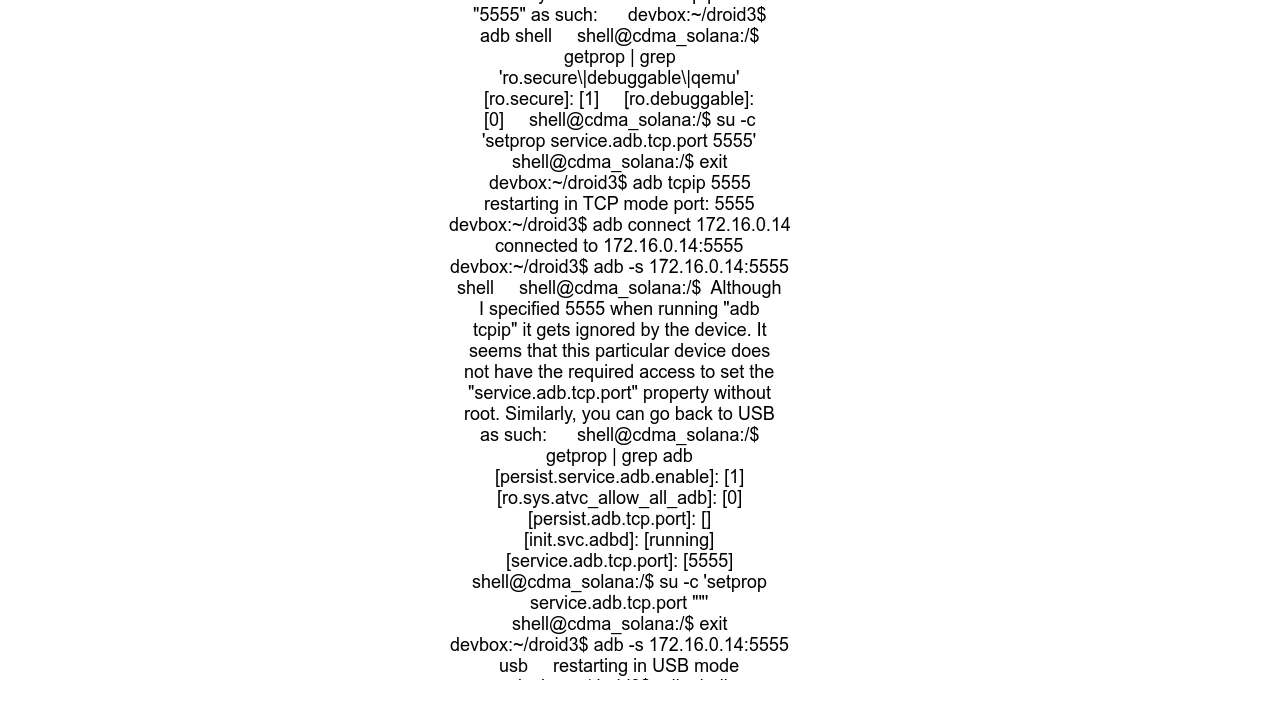 "5555" as such:      devbox:~/droid3$
adb shell     shell@cdma_solana:/$
getprop | grep
'ro.secure\|debuggable\|qemu'
[ro.secure]: [1]     [ro.debuggable]:
[0]     shell@cdma_solana:/$ su -c
'setprop service.adb.tcp.port 5555'
shell@cdma_solana:/$ exit
devbox:~/droid3$ adb tcpip 5555
restarting in TCP mode port: 5555
devbox:~/droid3$ adb connect 172.16.0.14
connected to 172.16.0.14:5555
devbox:~/droid3$ adb -s 172.16.0.14:5555
shell     shell@cdma_solana:/$  Although
I specified 5555 when running "adb
tcpip" it gets ignored by the device. It
seems that this particular device does
not have the required access to set the
"service.adb.tcp.port" property without
root. Similarly, you can go back to USB
as such:      shell@cdma_solana:/$
getprop | grep adb
[persist.service.adb.enable]: [1]
[ro.sys.atvc_allow_all_adb]: [0]
[persist.adb.tcp.port]: []
[init.svc.adbd]: [running]
[service.adb.tcp.port]: [5555]
shell@cdma_solana:/$ su -c 'setprop
service.adb.tcp.port ""'
shell@cdma_solana:/$ exit
devbox:~/droid3$ adb -s 172.16.0.14:5555
usb     restarting in USB mode